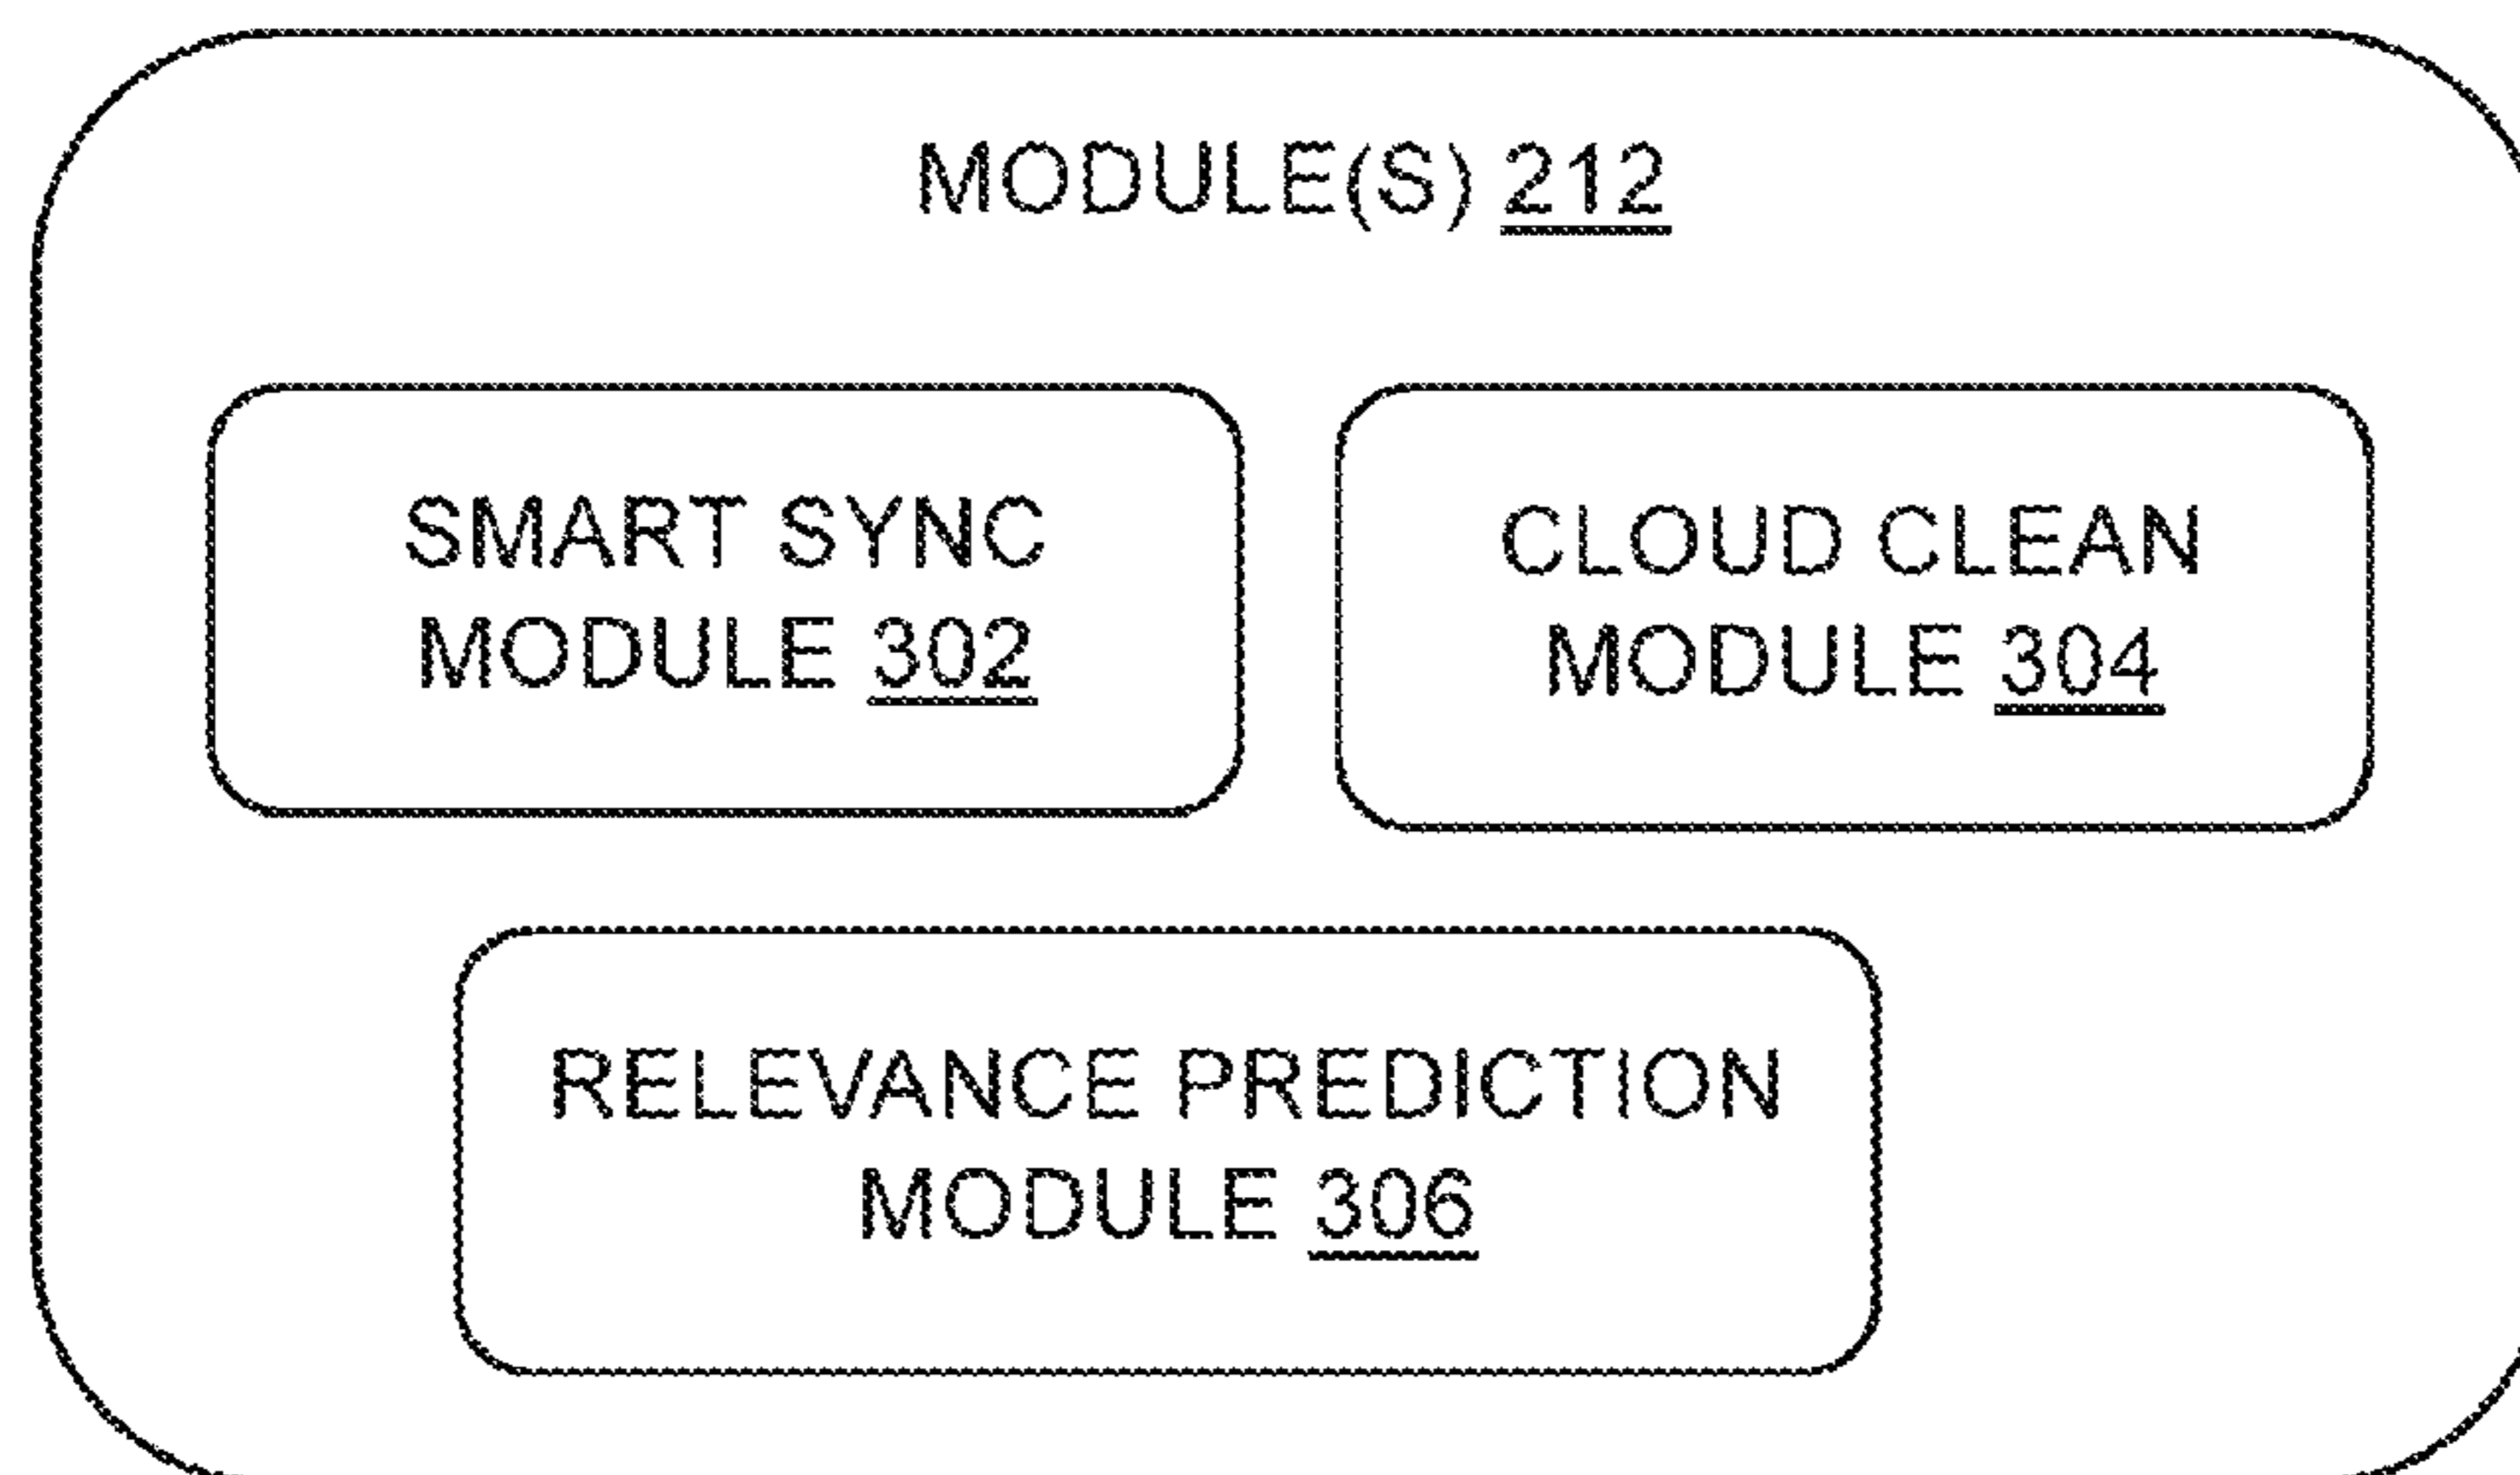 MODULE(S) 212
SMART SYNC
MODULE 302
CLOUD CLEAN
MODULE 304
RELEVANCE PREDICTION
MODULE 306